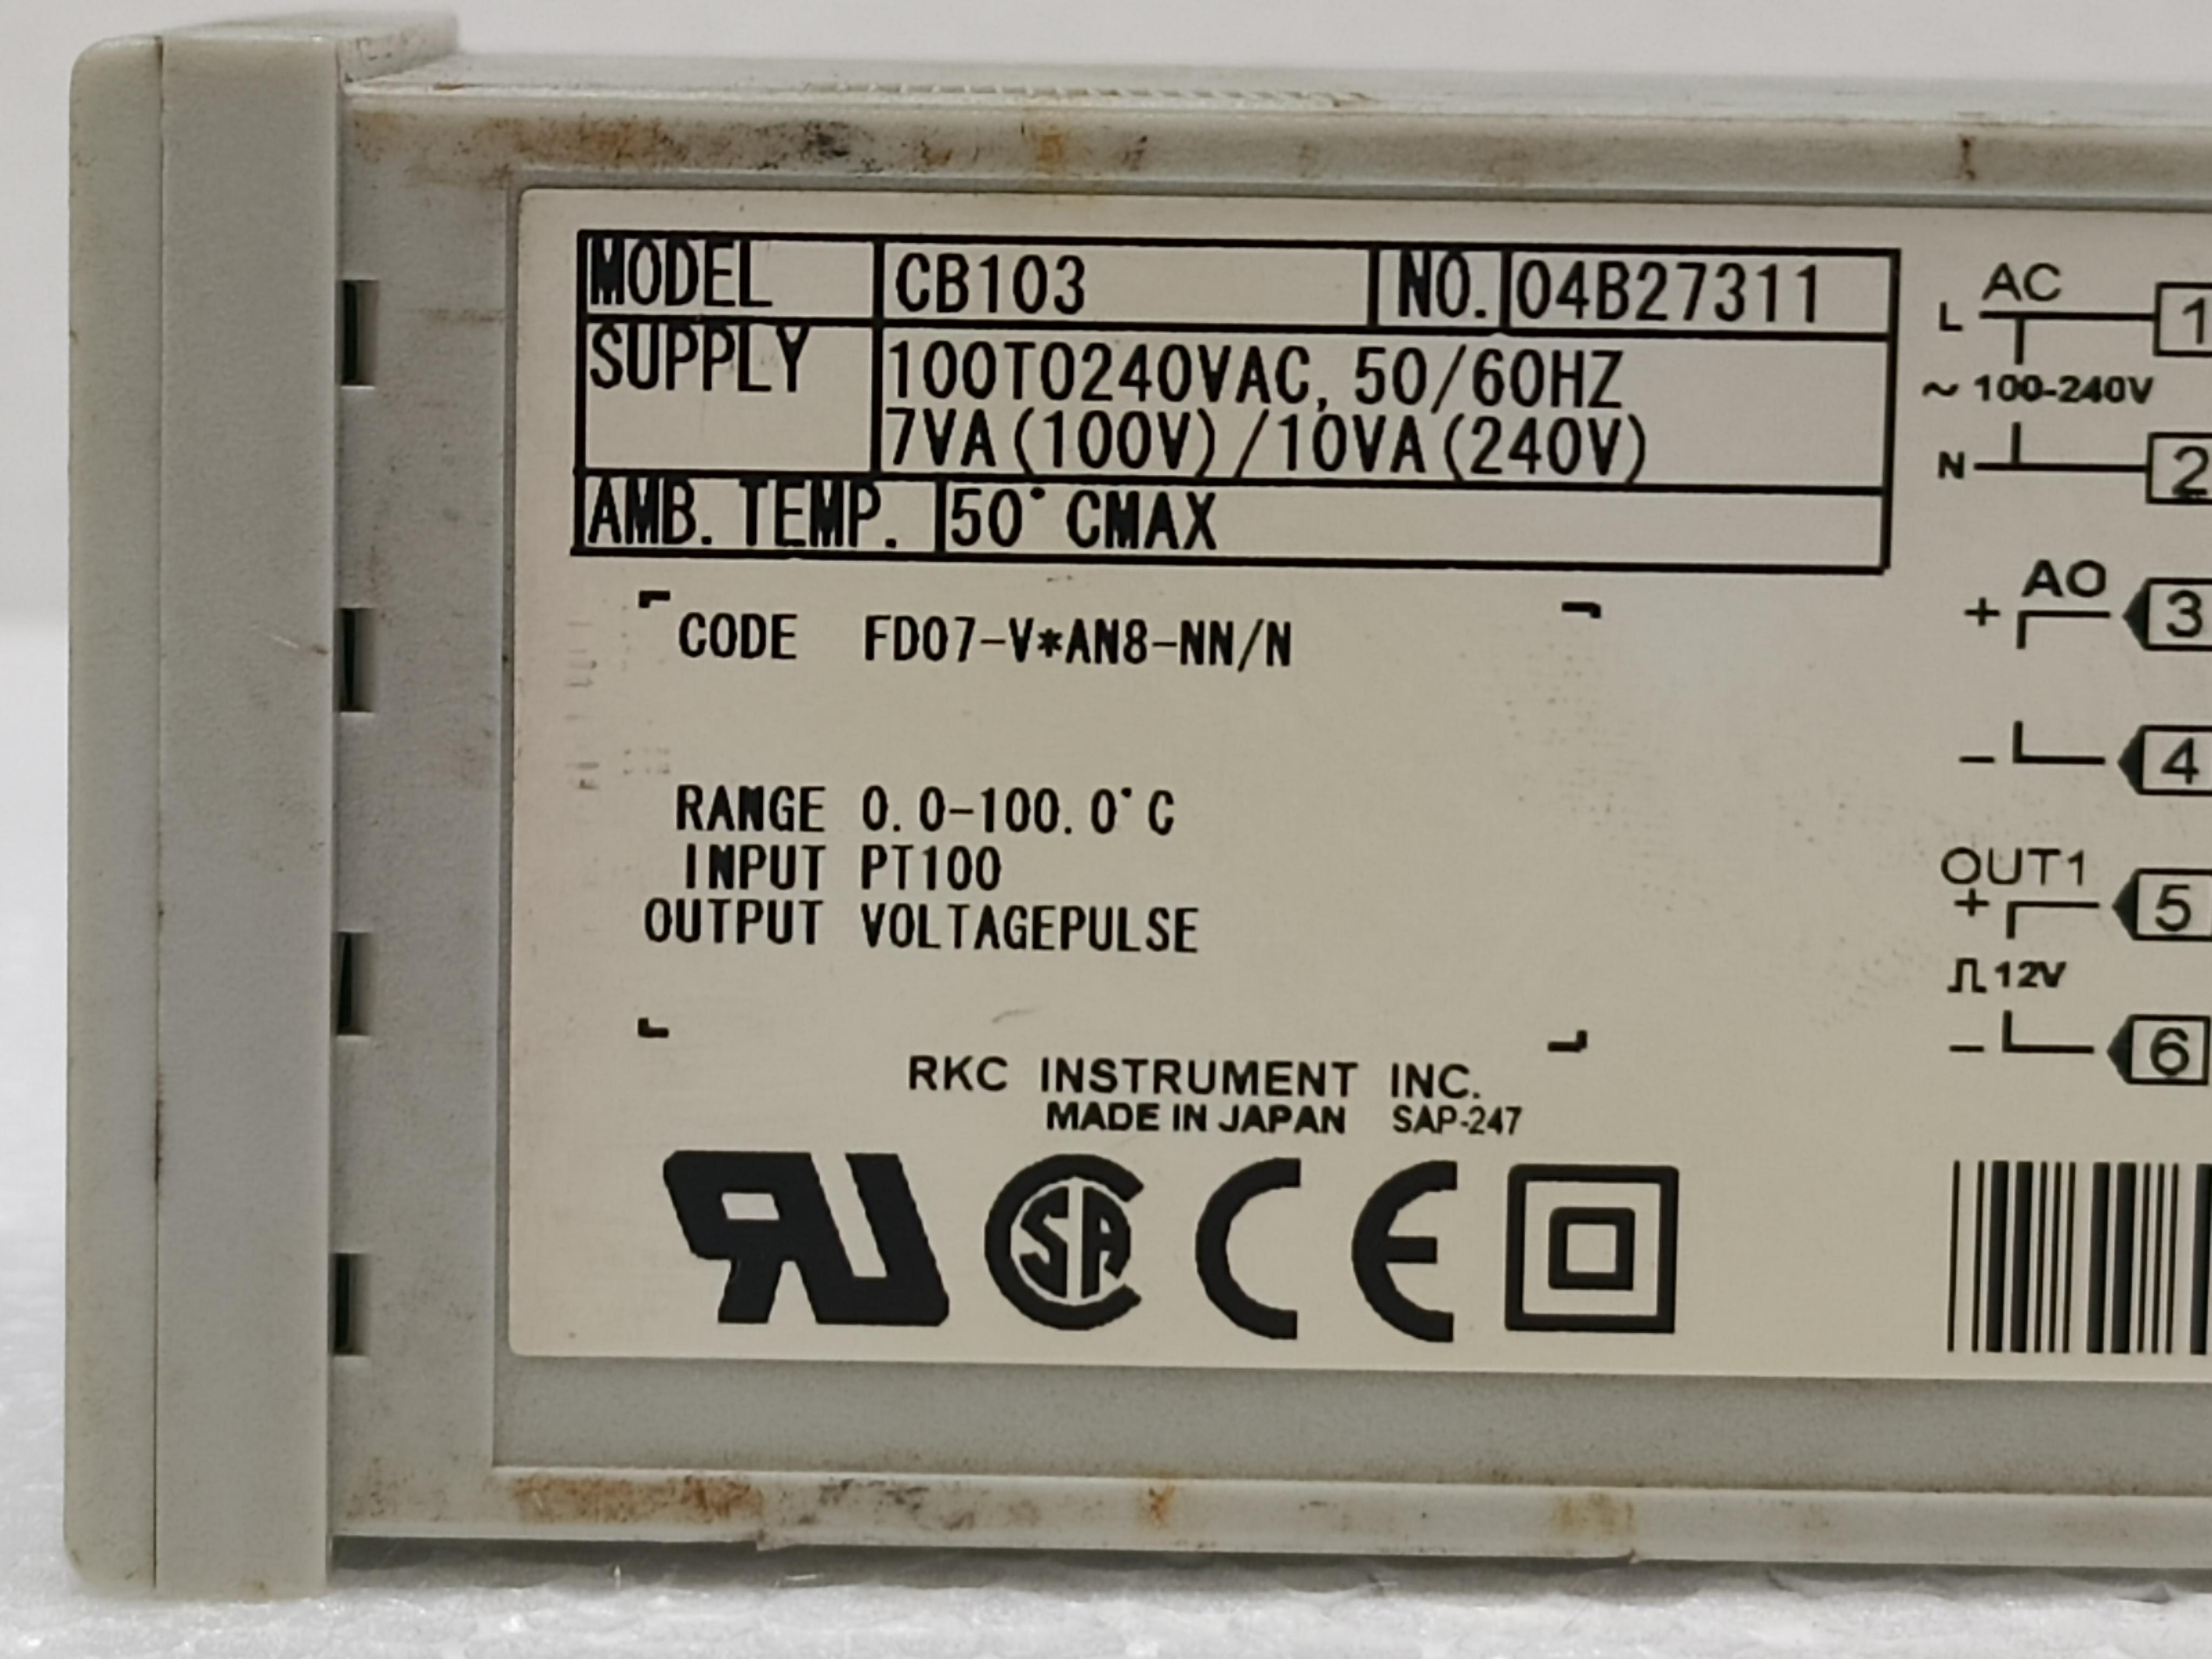 MODEL CB103 NO. 04B27311
SUPPLY 100TO240VAC, 50/60HZ
7VA(100V)/10VA(240V)
AMB. TEMP. 50°CMAX
CODE FD07-V*AN8-NN/N
RANGE 0.0-100.0°C
INPUT PT100
OUTPUT VOLTAGEPULSE
RKC INSTRUMENT INC.
MADE IN JAPAN SAP-247
L AC 1
~ 100-240V
N 2
+ AO 3
- 4
OUT1
+ 5
12V
- 6